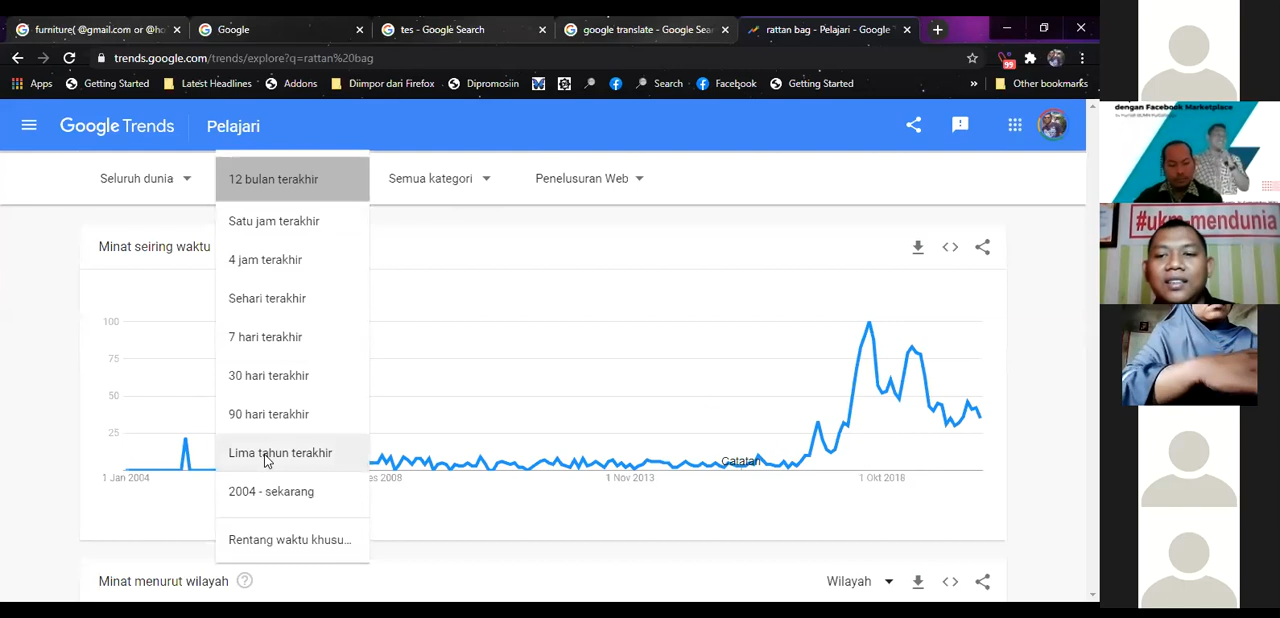 furniture( @gmail.com or @ho
Google
tes - Google Search
google translate - Google Sea
rattan bag - Pelajari - Google
trends.google.com/trends/explore?q=rattan%20bag
99
Apps
Getting Started
Latest Headlines
Addons
Diimpor dari Firefox
Dipromosiin
Search
Facebook
Getting Started
»
Other bookmarks
Google Trends
Pelajari
Seluruh dunia
12 bulan terakhir
Semua kategori
Penelusuran Web
Satu jam terakhir
4 jam terakhir
Sehari terakhir
7 hari terakhir
30 hari terakhir
90 hari terakhir
Lima tahun terakhir
2004 - sekarang
Rentang waktu khusu...
Minat seiring waktu
100
75
50
25
Catatan
1 Jan 2004
es 2008
1 Nov 2013
1 Okt 2018
Minat menurut wilayah
?
Wilayah
dengan Facebook Marketplace
#ukm-mendunia